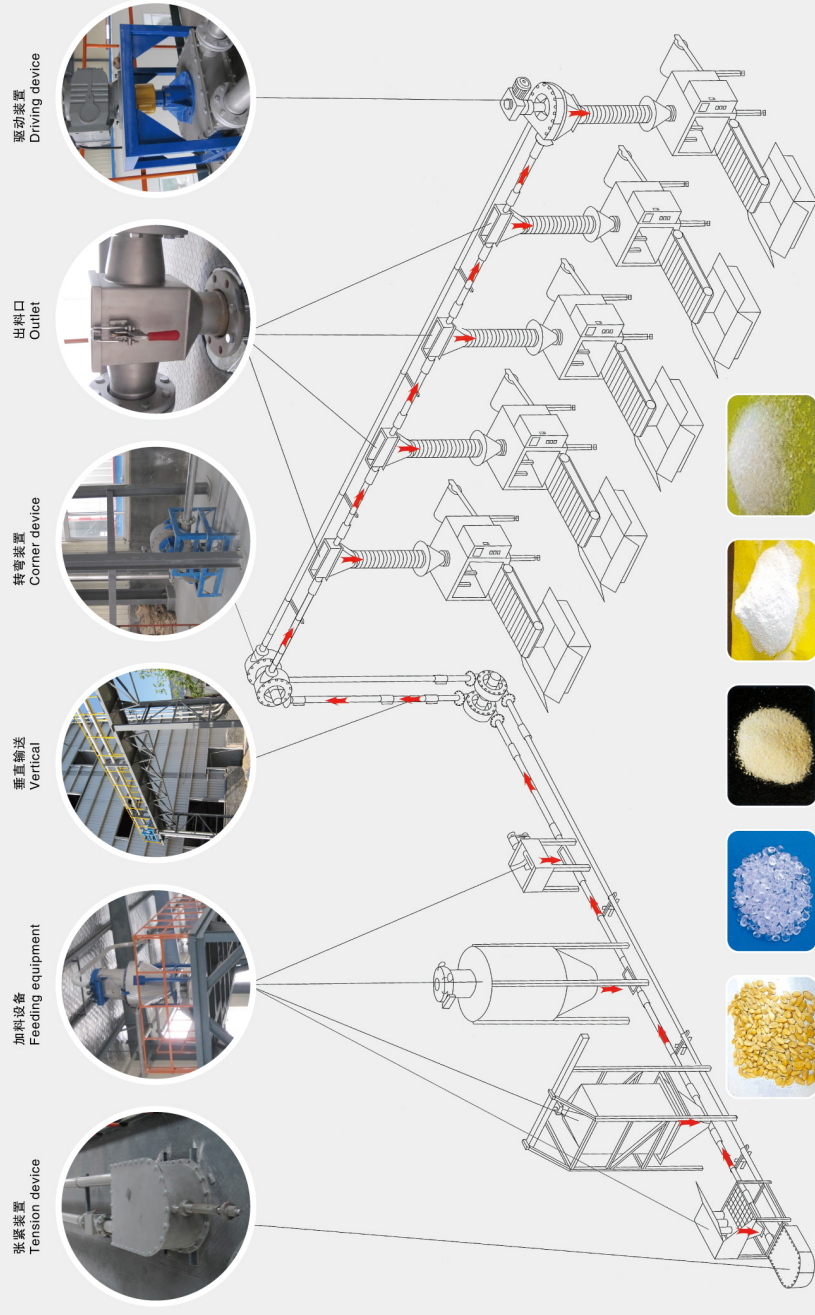 张紧装置
Tension device
加料设备
Feeding equipment
垂直输送
Vertical
转弯装置
Corner device
出料口
Outlet
驱动装置
Driving device